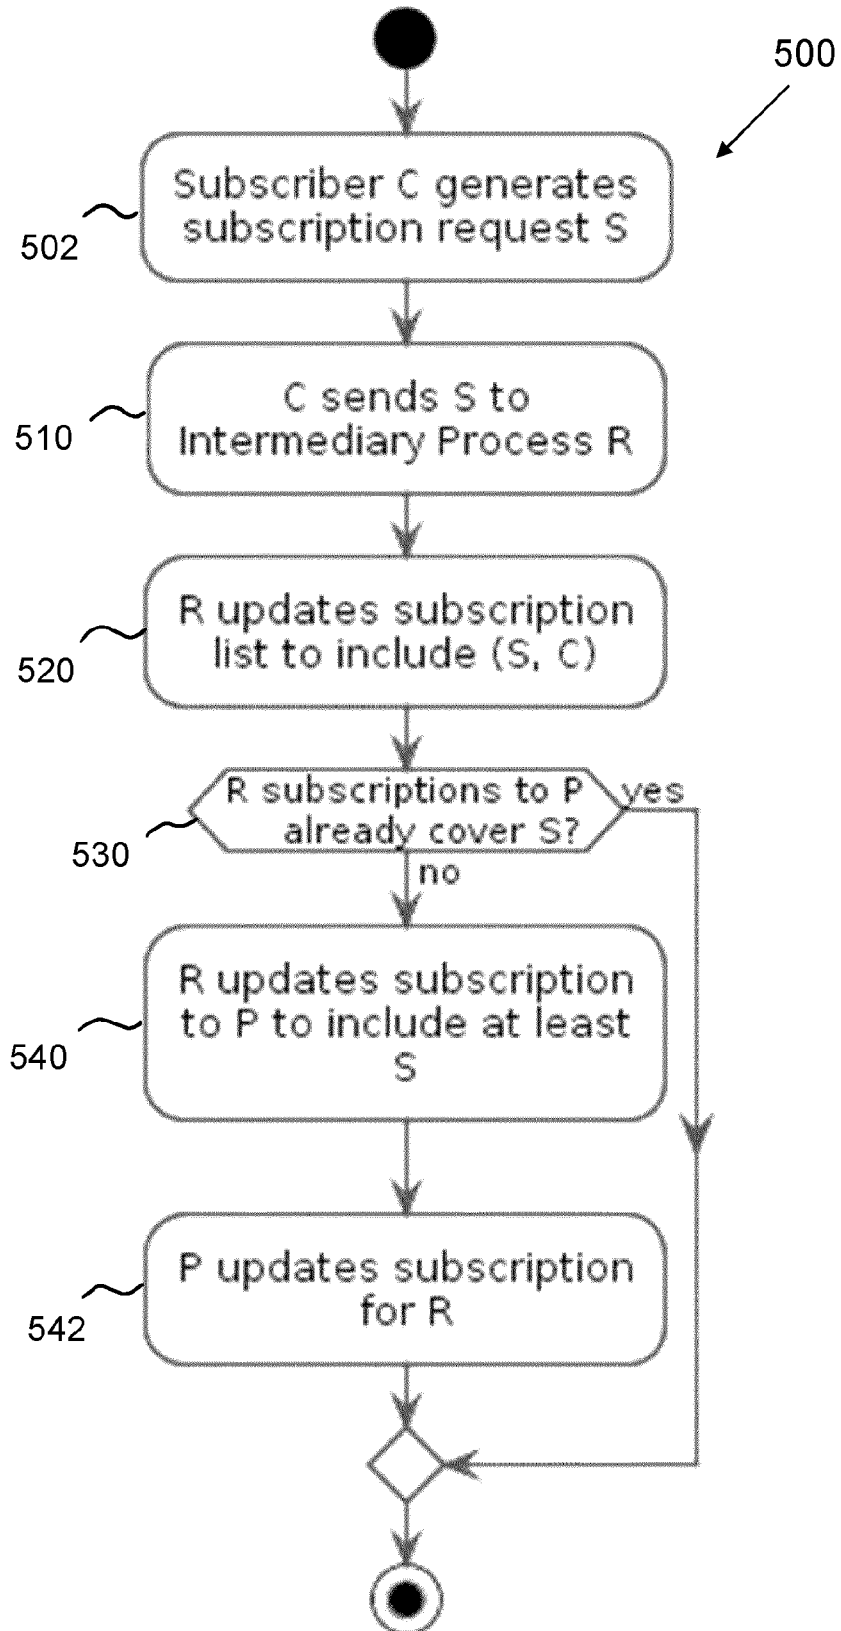 500
Subscriber C generates
subscription request S
502
C sends S to
Intermediary Process R
510
R updates subscription
list to include (S, C)
520
R subscriptions to P
already cover S?
yes
530
no
R updates subscription
to P to include at least
S
540
P updates subscription
for R
542